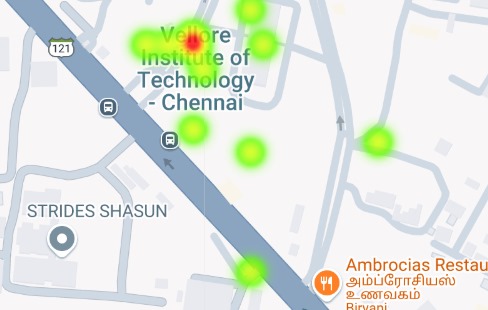 121
Vellore
Institute of
Technology
- Chennai
STRIDES SHASUN
Ambrocias Restau
அம்ப்ரோசியஸ்
உணவகம்
Biryani